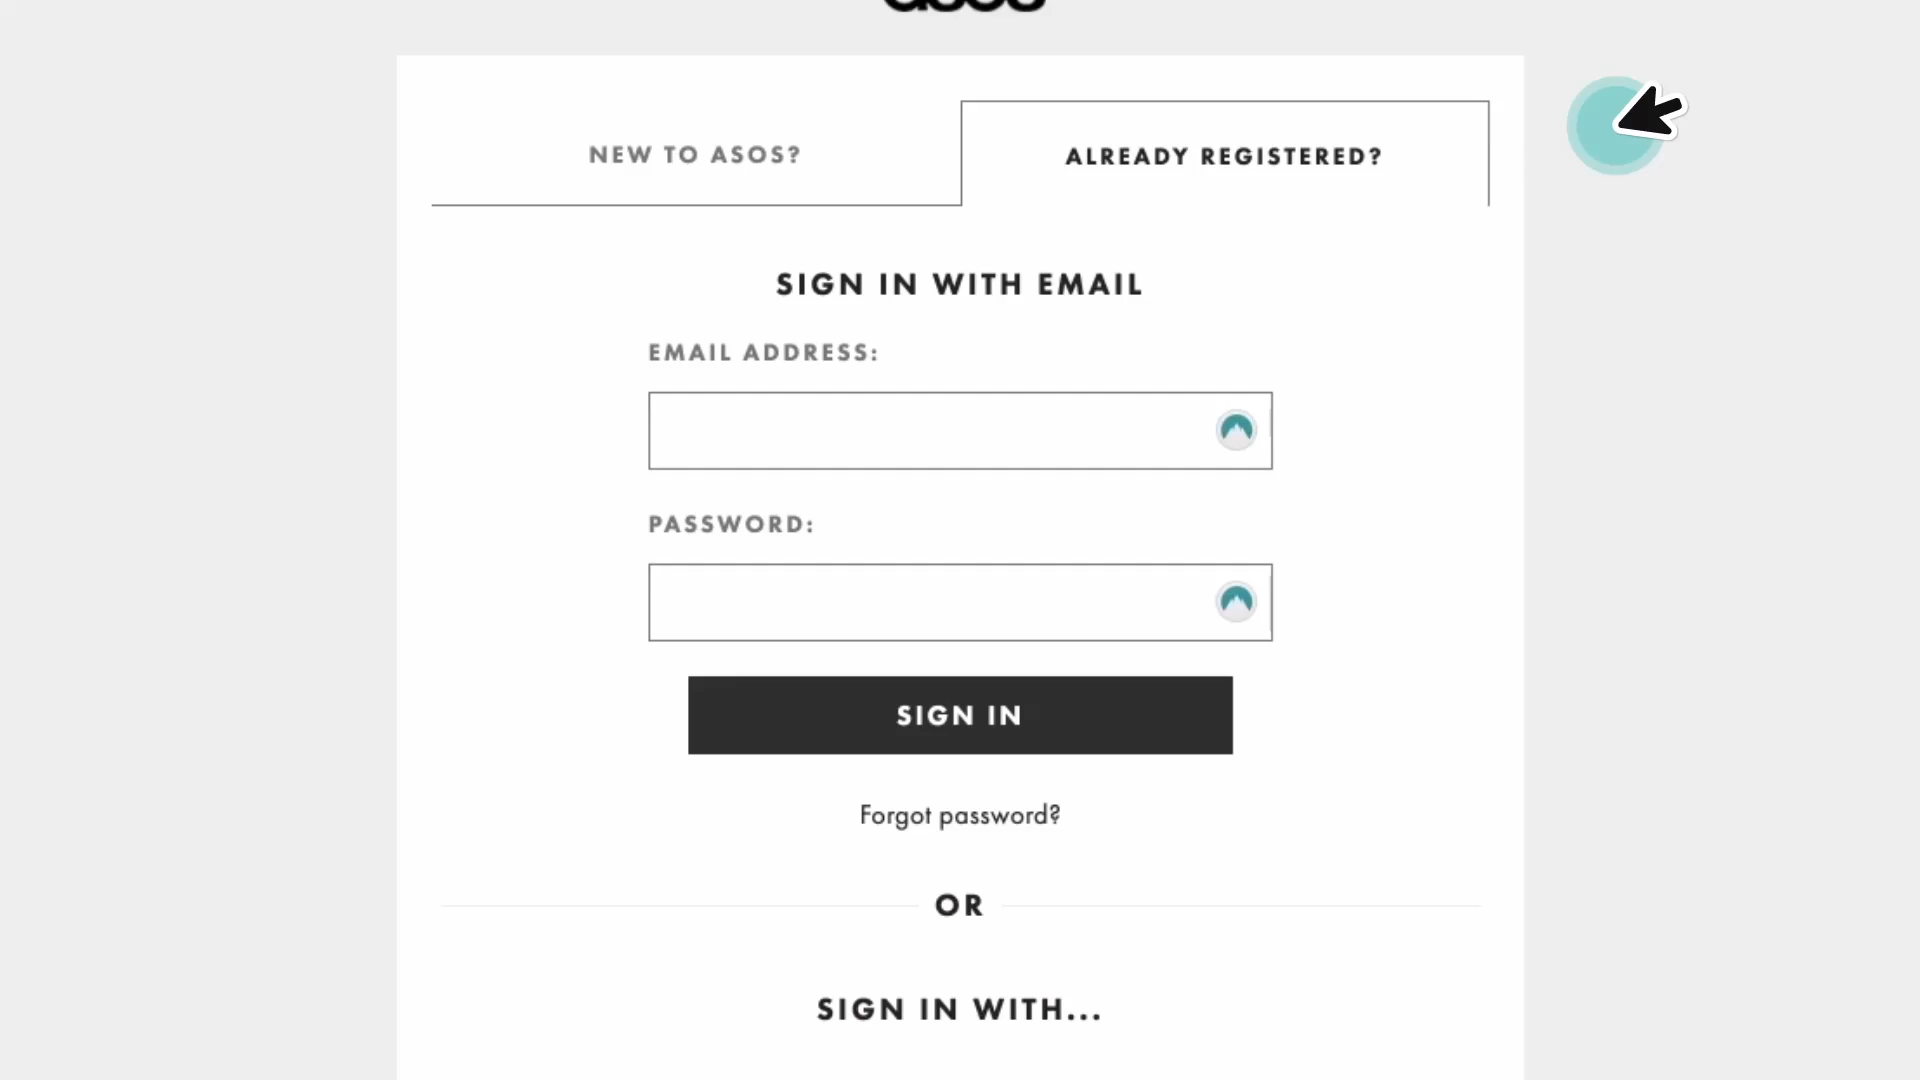 asos
NEW TO ASOS?
ALREADY REGISTERED?
SIGN IN WITH EMAIL
EMAIL ADDRESS:
PASSWORD:
SIGN IN
Forgot password?
OR
SIGN IN WITH...